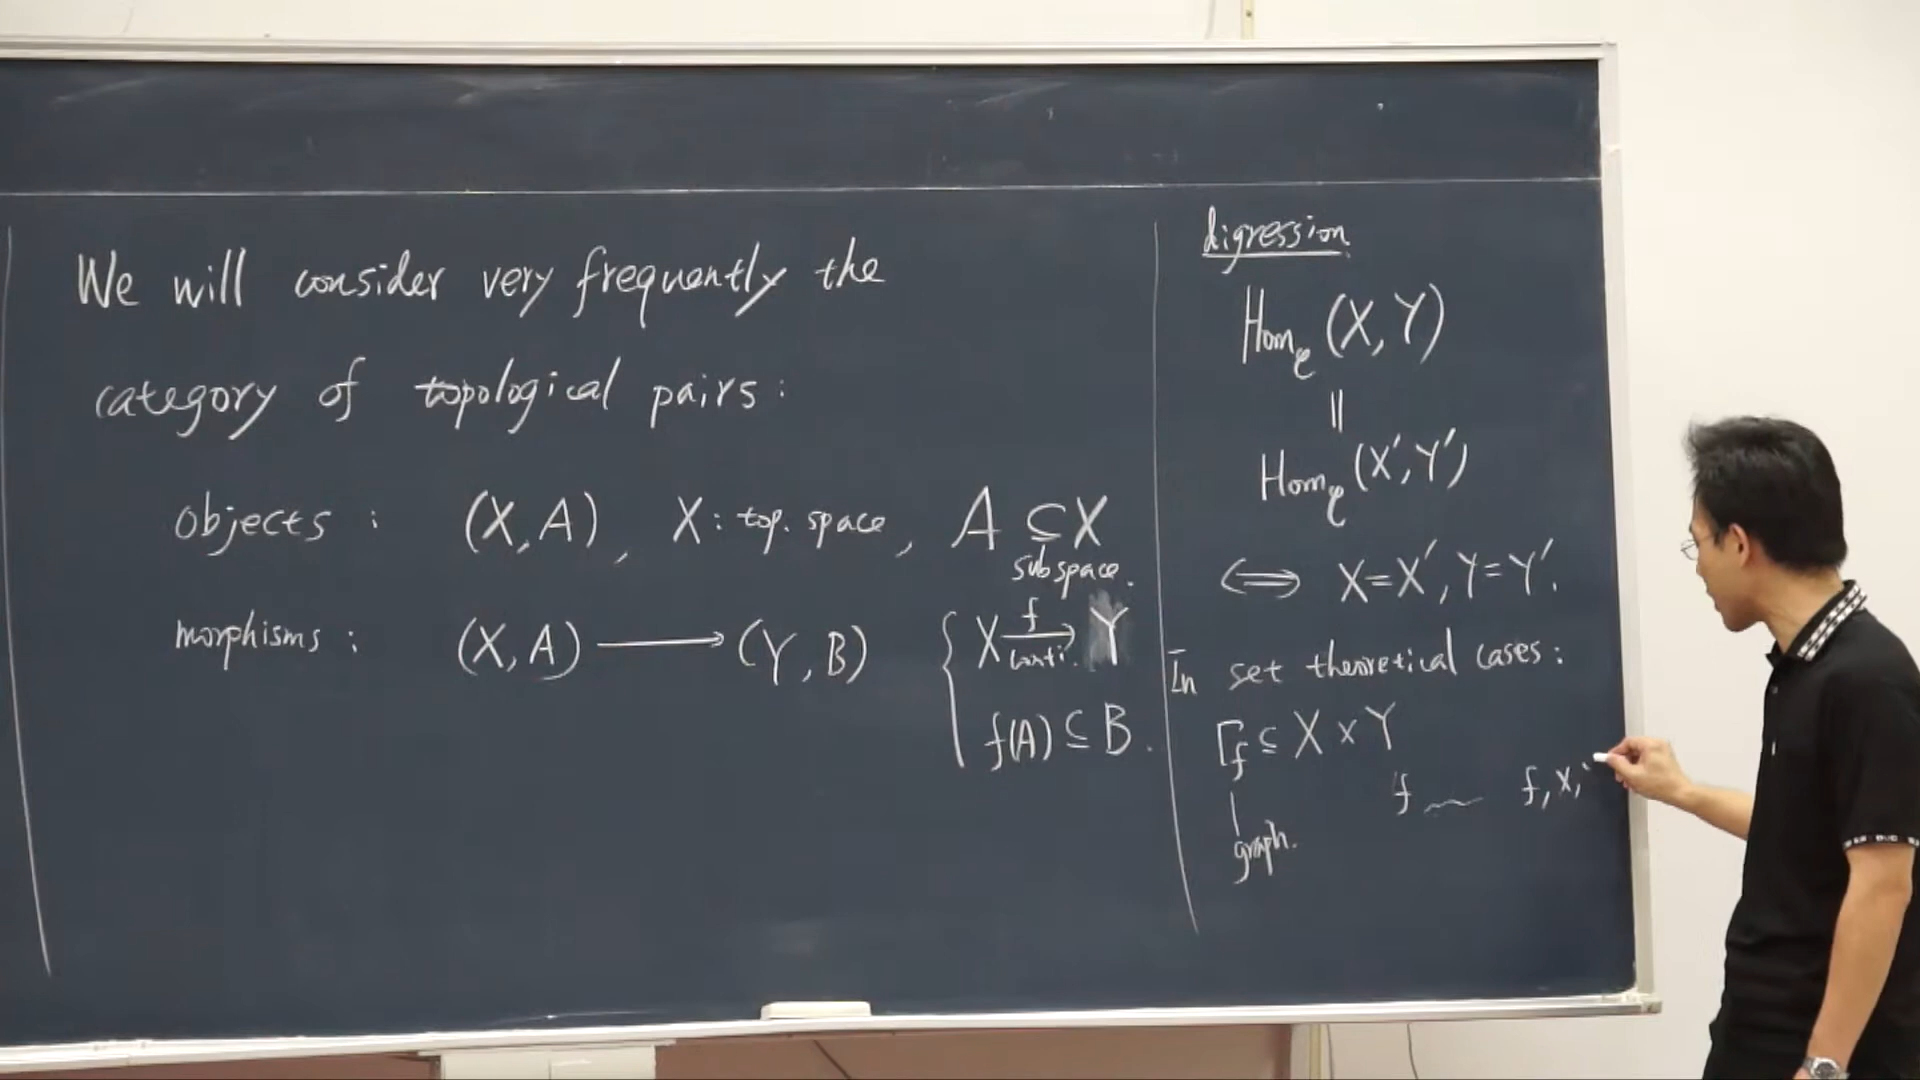 We will consider very frequently the
category of topological pairs:
objects : (X, A), X: top. space, A ⊆ X
subspace.
morphisms : (X, A) ⟶ (Y, B) { X f→ Y
conti.
f(A) ⊆ B.
digression
Hom_𝒞 (X, Y)
||
Hom_𝒞 (X', Y')
⟺ X = X', Y = Y'.
In set theoretical cases:
Γ_f ⊆ X × Y
f f, X,
graph.